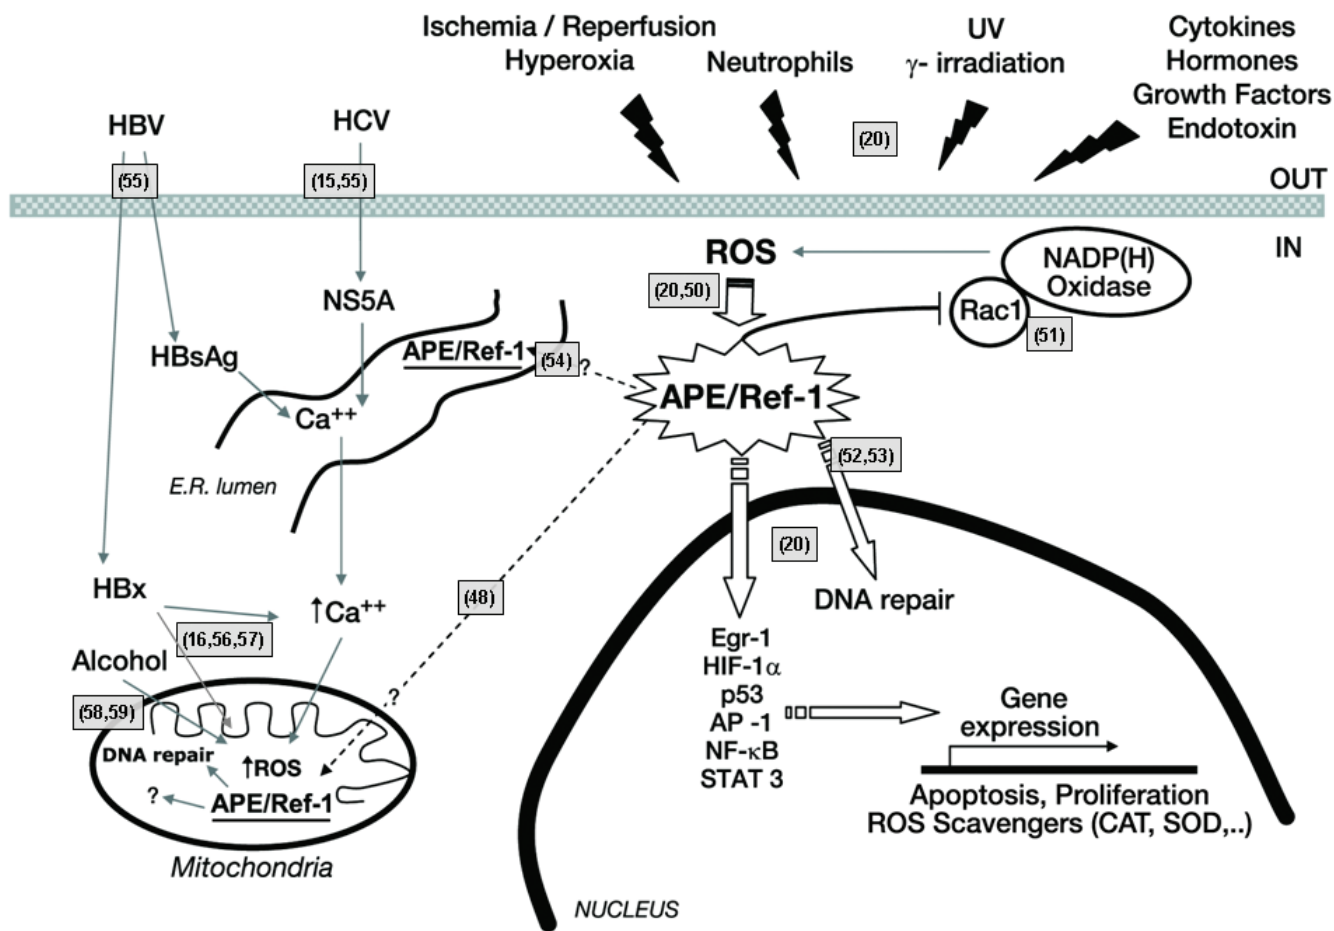 Ischemia / Reperfusion
Hyperoxia
Neutrophils
UV
γ- irradiation
Cytokines
Hormones
Growth Factors
Endotoxin
HBV
HCV
(20)
(55)
(15,55)
OUT
IN
ROS
NADP(H)
Oxidase
Rac1
(51)
(20,50)
NS5A
HBsAg
APE/Ref-1
(54)
?
APE/Ref-1
Ca++
E.R. lumen
(52,53)
(20)
DNA repair
HBx
↑Ca++
(48)
(16,56,57)
Alcohol
(58,59)
?
DNA repair
↑ROS
?
APE/Ref-1
Mitochondria
Egr-1
HIF-1α
p53
AP -1
NF-κB
STAT 3
Gene
expression
Apoptosis, Proliferation
ROS Scavengers (CAT, SOD,..)
NUCLEUS